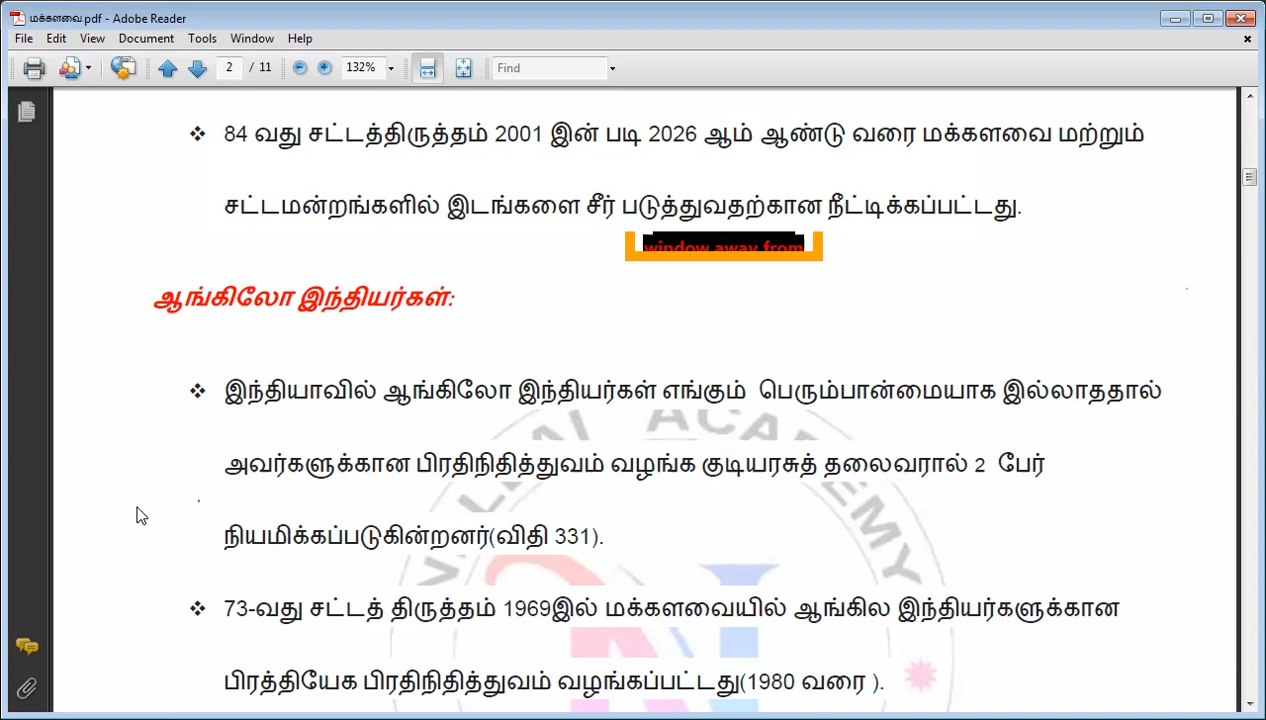 மக்களவை.pdf - Adobe Reader
File Edit View Document Tools Window Help
2 / 11 132% Find
❖ 84 வது சட்டத்திருத்தம் 2001 இன் படி 2026 ஆம் ஆண்டு வரை மக்களவை மற்றும்
சட்டமன்றங்களில் இடங்களை சீர் படுத்துவதற்கான நீட்டிக்கப்பட்டது.
window away from
ஆங்கிலோ இந்தியர்கள்:
❖ இந்தியாவில் ஆங்கிலோ இந்தியர்கள் எங்கும் பெரும்பான்மையாக இல்லாததால்
அவர்களுக்கான பிரதிநிதித்துவம் வழங்க குடியரசுத் தலைவரால் 2 பேர்
நியமிக்கப்படுகின்றனர்(விதி 331).
❖ 73-வது சட்டத் திருத்தம் 1969இல் மக்களவையில் ஆங்கில இந்தியர்களுக்கான
பிரத்தியேக பிரதிநிதித்துவம் வழங்கப்பட்டது(1980 வரை ).
ACADEMY